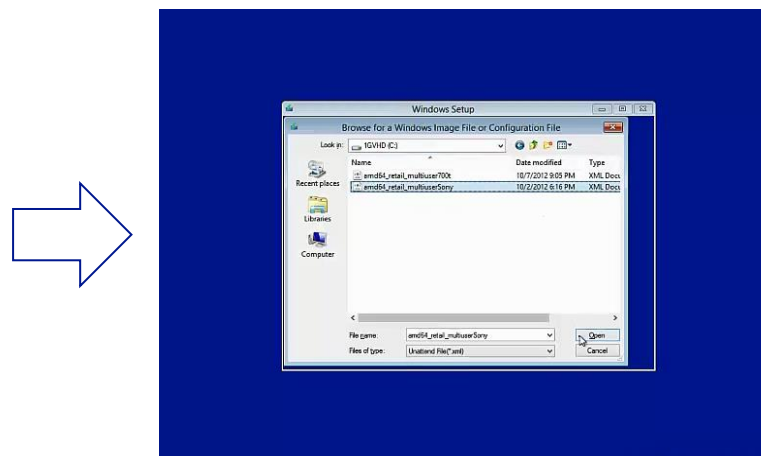 Windows Setup
Browse for a Windows Image File or Configuration File
Look in: 1GVHD (C:)
Name Date modified Type
amd64_retail_multiuser700t 10/7/2012 9:05 PM XML Docu
amd64_retail_multiuserSony 10/2/2012 6:16 PM XML Docu
Recent places
Libraries
Computer
File name: amd64_retail_multiuserSony Open
Files of type: Unattend File(*.xml) Cancel